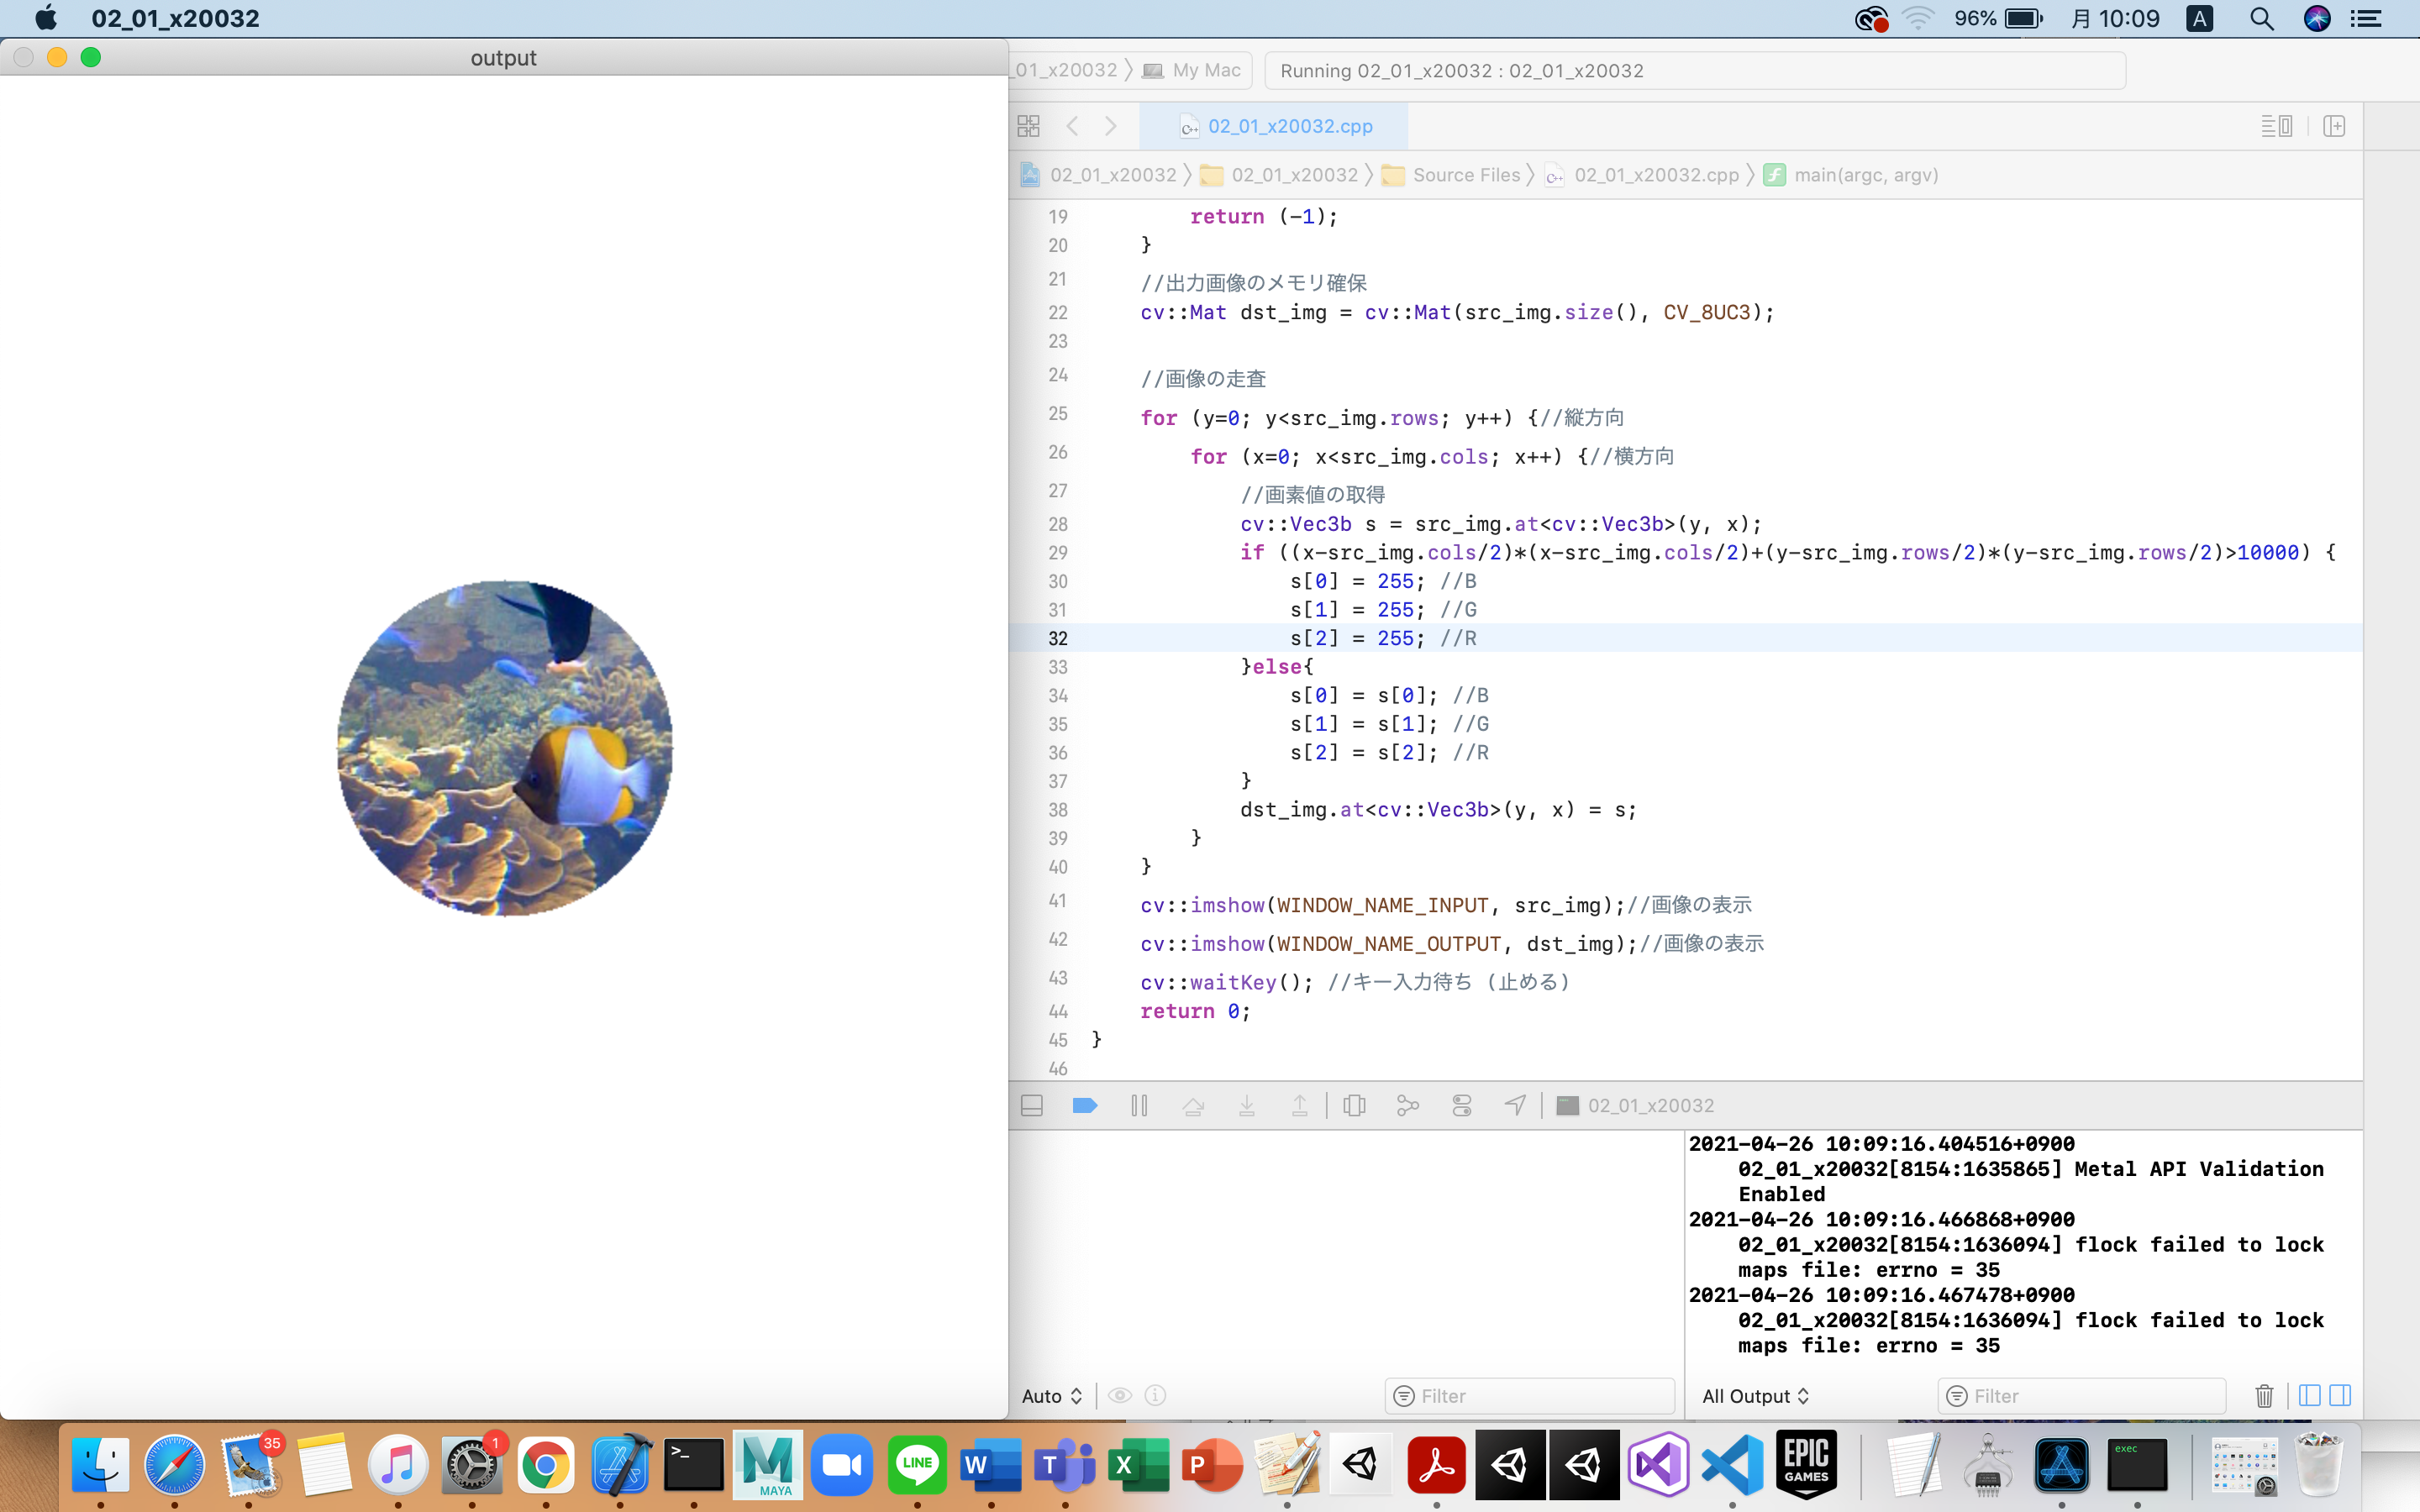 02_01_x20032
96%
月 10:09
A
output
_01_x20032 〉 My Mac
Running 02_01_x20032 : 02_01_x20032
02_01_x20032.cpp
02_01_x20032 〉 02_01_x20032 〉 Source Files 〉 02_01_x20032.cpp 〉 main(argc, argv)
19 return (-1);
20 }
21 //出力画像のメモリ確保
22 cv::Mat dst_img = cv::Mat(src_img.size(), CV_8UC3);
23
24 //画像の走査
25 for (y=0; y<src_img.rows; y++) {//縦方向
26 for (x=0; x<src_img.cols; x++) {//横方向
27 //画素値の取得
28 cv::Vec3b s = src_img.at<cv::Vec3b>(y, x);
29 if ((x-src_img.cols/2)*(x-src_img.cols/2)+(y-src_img.rows/2)*(y-src_img.rows/2)>10000) {
30 s[0] = 255; //B
31 s[1] = 255; //G
32 s[2] = 255; //R
33 }else{
34 s[0] = s[0]; //B
35 s[1] = s[1]; //G
36 s[2] = s[2]; //R
37 }
38 dst_img.at<cv::Vec3b>(y, x) = s;
39 }
40 }
41 cv::imshow(WINDOW_NAME_INPUT, src_img);//画像の表示
42 cv::imshow(WINDOW_NAME_OUTPUT, dst_img);//画像の表示
43 cv::waitKey(); //キー入力待ち (止める)
44 return 0;
45 }
46
02_01_x20032
2021-04-26 10:09:16.404516+0900
02_01_x20032[8154:1635865] Metal API Validation
Enabled
2021-04-26 10:09:16.466868+0900
02_01_x20032[8154:1636094] flock failed to lock
maps file: errno = 35
2021-04-26 10:09:16.467478+0900
02_01_x20032[8154:1636094] flock failed to lock
maps file: errno = 35
Auto
Filter
All Output
Filter
35
1
>_
MAYA
LINE
W
T
X
P
EPIC
GAMES
exec